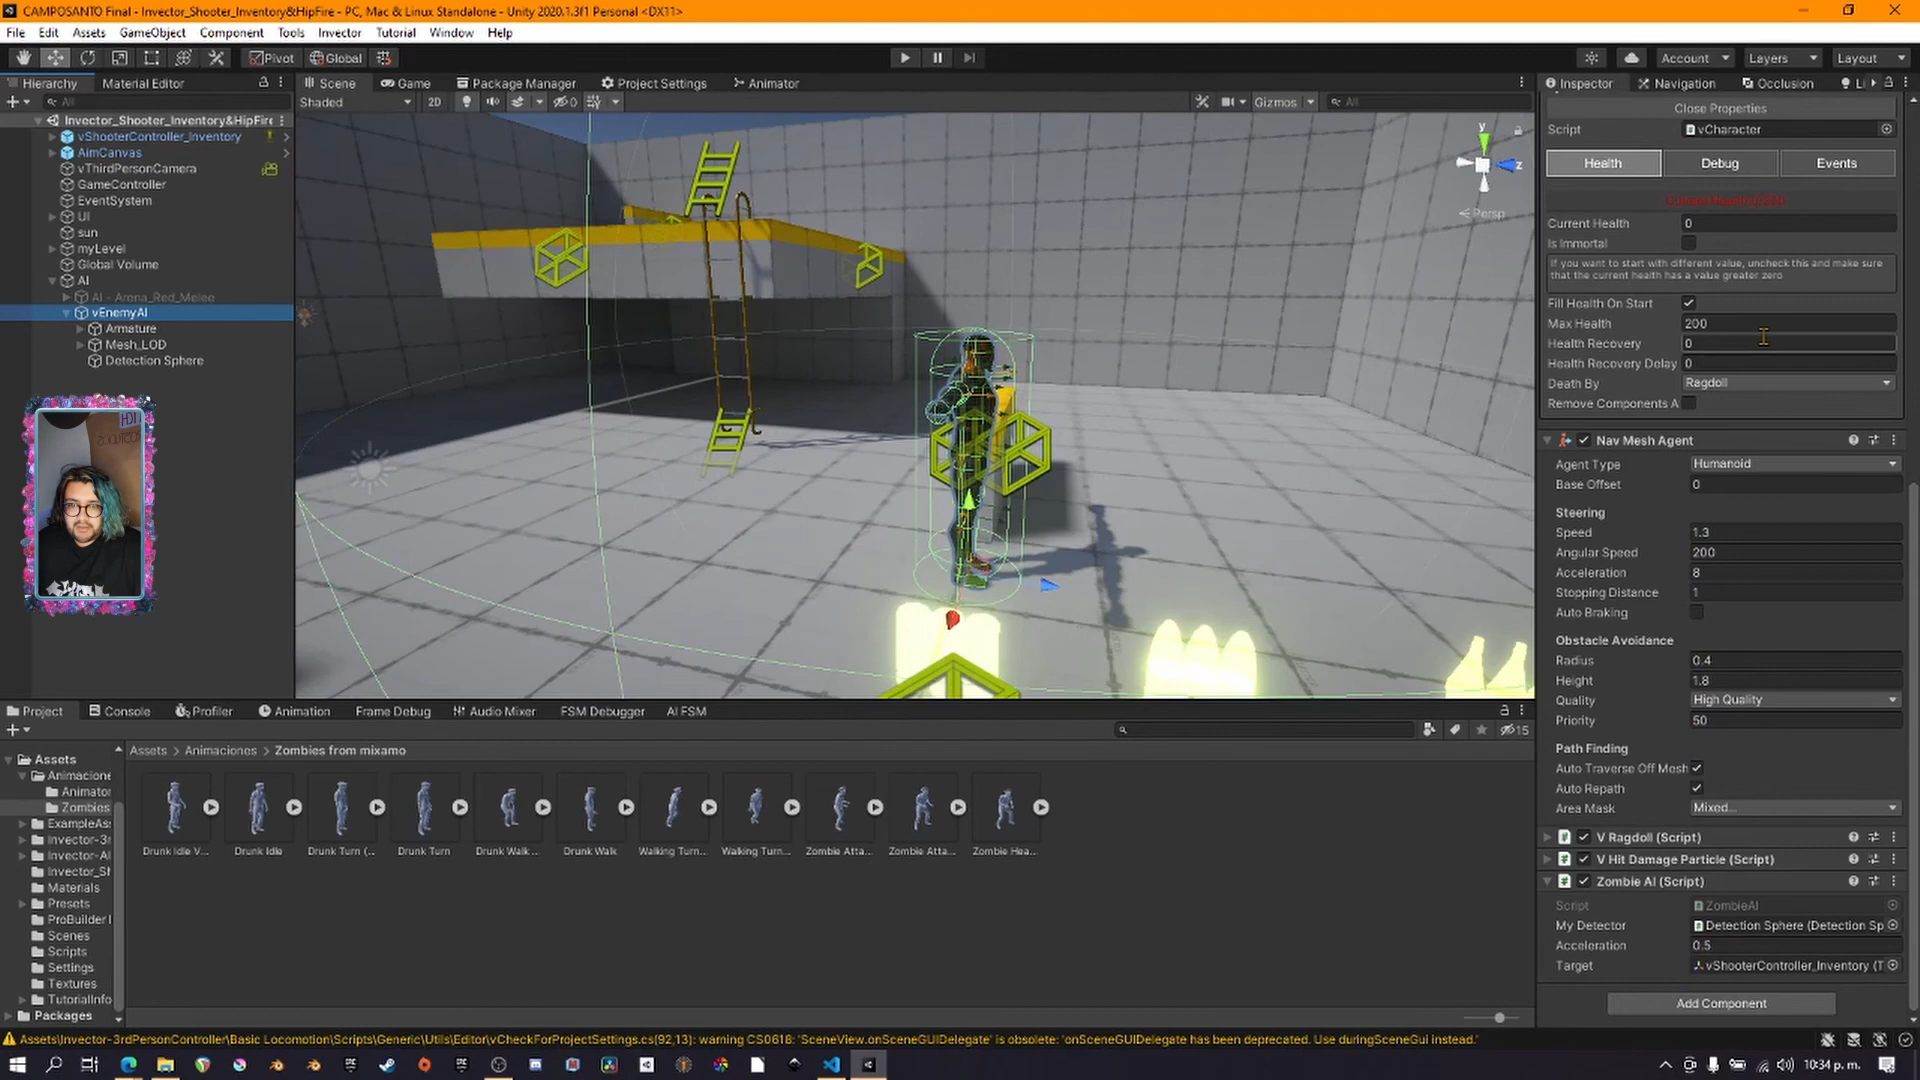 CAMPOSANTO Final - Invector_Shooter_Inventory&HipFire - PC, Mac & Linux Standalone - Unity 2020.1.3f1 Personal <DX11>
File Edit Assets GameObject Component Tools Invector Tutorial Window Help
Pivot Global Account Layers Layout
Hierarchy Material Editor
All
Invector_Shooter_Inventory&HipFire
vShooterController_Inventory
AimCanvas
vThirdPersonCamera
GameController
EventSystem
UI
sun
myLevel
Global Volume
AI
AI - Arena_Red_Melee
vEnemyAI
Armature
Mesh_LOD
Detection Sphere
Scene Game Package Manager Project Settings Animator
Shaded 2D 0 Gizmos All
y
z
Persp
Inspector Navigation Occlusion Li
Close Properties
Script vCharacter
Health Debug Events
Current Health 0
Is Immortal
If you want to start with different value, uncheck this and make sure
that the current health has a value greater zero
Fill Health On Start
Max Health 200
Health Recovery 0
Health Recovery Delay 0
Death By Ragdoll
Remove Components A
Nav Mesh Agent
Agent Type Humanoid
Base Offset 0
Steering
Speed 1.3
Angular Speed 200
Acceleration 8
Stopping Distance 1
Auto Braking
Obstacle Avoidance
Radius 0.4
Height 1.8
Quality High Quality
Priority 50
Path Finding
Auto Traverse Off Mesh
Auto Repath
Area Mask Mixed...
V Ragdoll (Script)
V Hit Damage Particle (Script)
Zombie AI (Script)
Script ZombieAI
My Detector Detection Sphere (Detection Sp
Acceleration 0.5
Target vShooterController_Inventory (T
Add Component
Project Console Profiler Animation Frame Debug Audio Mixer FSM Debugger AI FSM
15
Assets
Animacione
Animator
Zombies
ExampleAss
Invector-3r
Invector-AI
Invector_Sh
Materials
Presets
ProBuilder
Scenes
Scripts
Settings
Textures
TutorialInfo
Packages
Assets > Animaciones > Zombies from mixamo
Drunk Idle V... Drunk Idle Drunk Turn (... Drunk Turn Drunk Walk... Drunk Walk Walking Turn... Walking Turn... Zombie Atta... Zombie Atta... Zombie Hea...
Assets\Invector-3rdPersonController\Basic Locomotion\Scripts\Generic\Utils\Editor\vCheckForProjectSettings.cs(92,13): warning CS0618: 'SceneView.onSceneGUIDelegate' is obsolete: 'onSceneGUIDelegate has been deprecated. Use duringSceneGui instead.'
10:34 p. m.